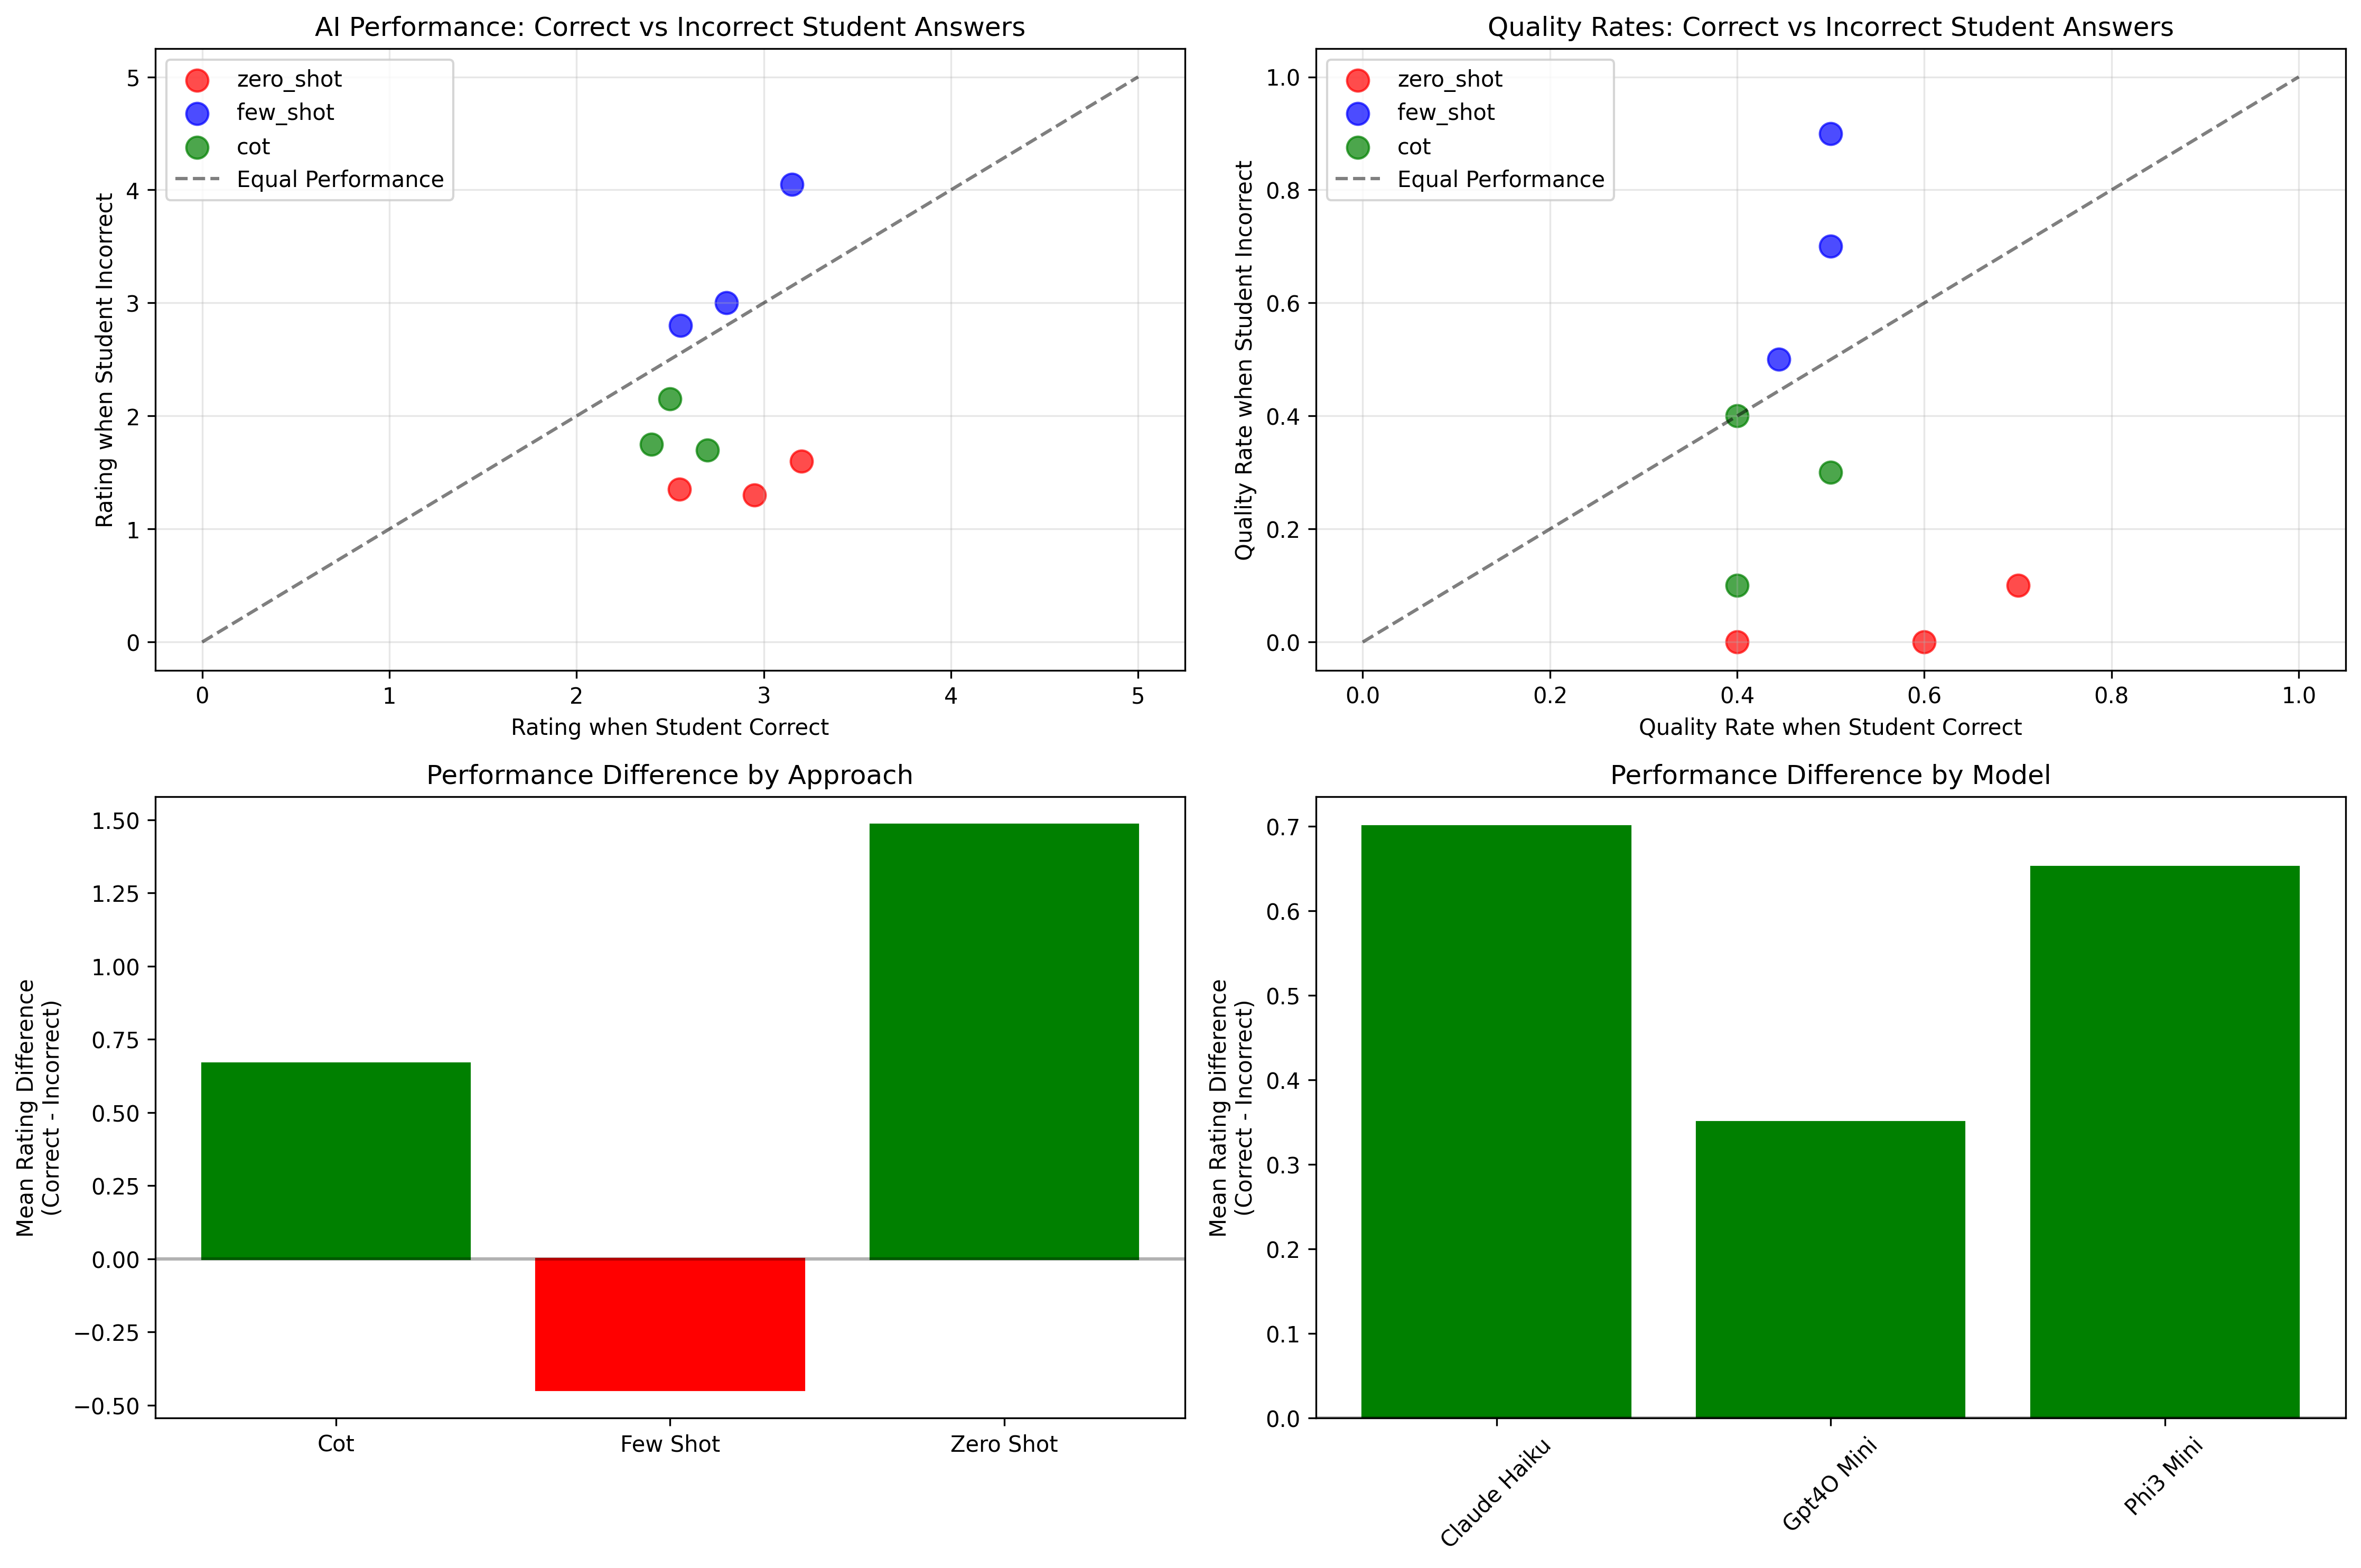 AI Performance: Correct vs Incorrect Student Answers
zero_shot
few_shot
cot
Equal Performance
5
4
3
2
1
0
Rating when Student Incorrect
0 1 2 3 4 5
Rating when Student Correct
Quality Rates: Correct vs Incorrect Student Answers
zero_shot
few_shot
cot
Equal Performance
1.0
0.8
0.6
0.4
0.2
0.0
Quality Rate when Student Incorrect
0.0 0.2 0.4 0.6 0.8 1.0
Quality Rate when Student Correct
Performance Difference by Approach
1.50
1.25
1.00
0.75
0.50
0.25
0.00
−0.25
−0.50
Mean Rating Difference
(Correct - Incorrect)
Cot Few Shot Zero Shot
Performance Difference by Model
0.7
0.6
0.5
0.4
0.3
0.2
0.1
0.0
Mean Rating Difference
(Correct - Incorrect)
Claude Haiku
Gpt4O Mini
Phi3 Mini